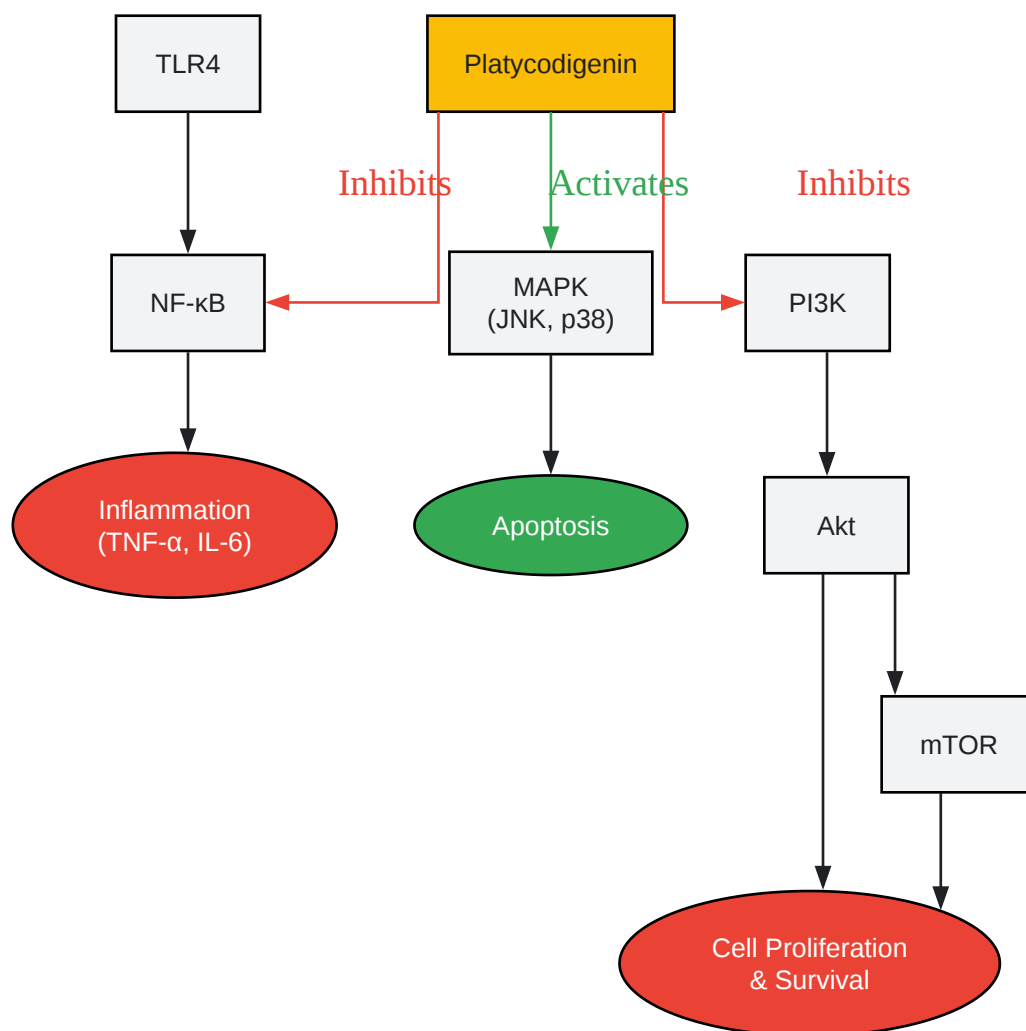 TLR4
Platycodigenin
Inhibits
Activates
Inhibits
NF-κB
MAPK
(JNK, p38)
PI3K
Inflammation
(TNF-α, IL-6)
Apoptosis
Akt
mTOR
Cell Proliferation
& Survival